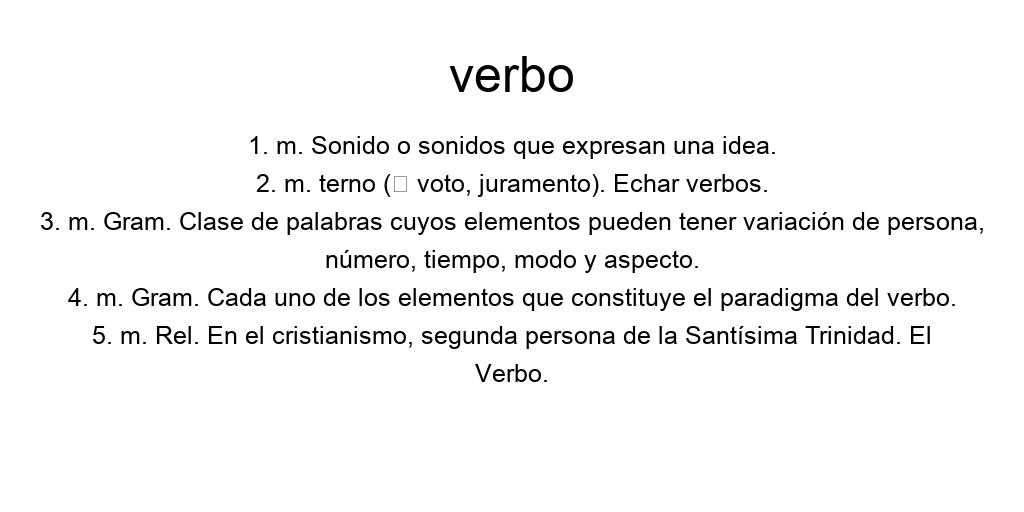 verbo
1. m. Sonido o sonidos que expresan una idea.
2. m. terno (▯ voto, juramento). Echar verbos.
3. m. Gram. Clase de palabras cuyos elementos pueden tener variación de persona,
número, tiempo, modo y aspecto.
4. m. Gram. Cada uno de los elementos que constituye el paradigma del verbo.
5. m. Rel. En el cristianismo, segunda persona de la Santísima Trinidad. El
Verbo.